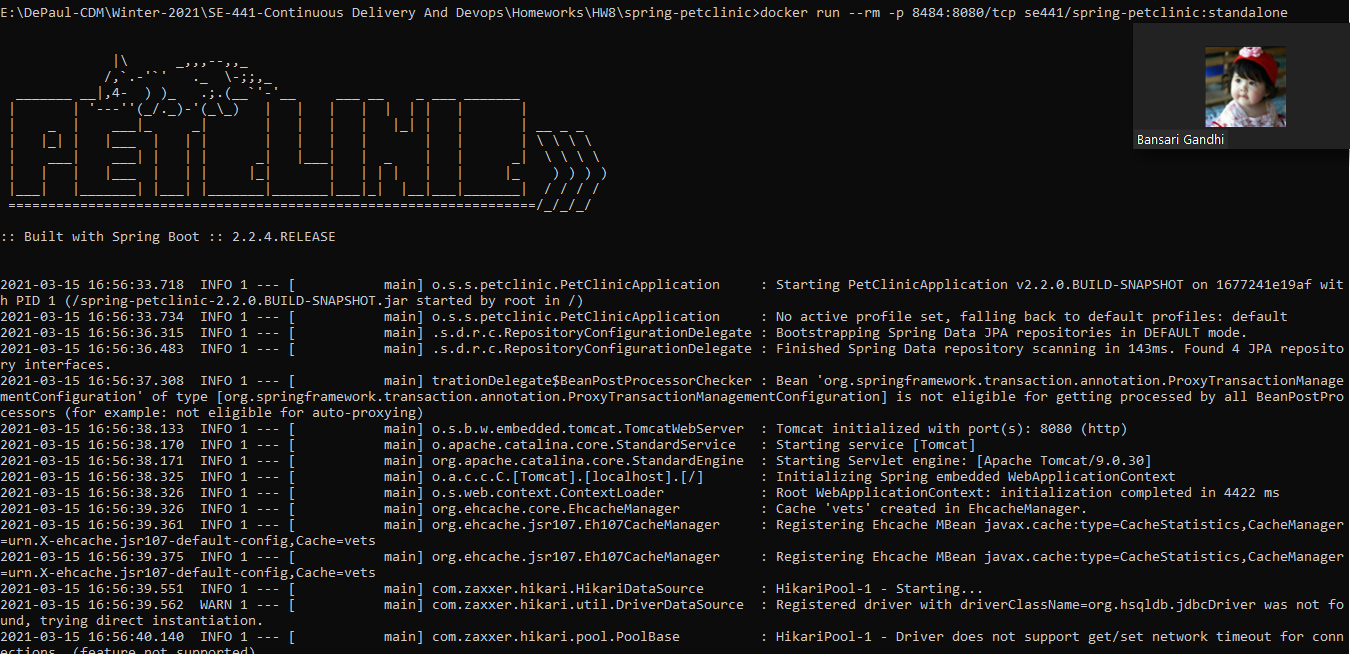 E:\DePaul-CDM\Winter-2021\SE-441-Continuous Delivery And Devops\Homeworks\HW8\spring-petclinic>docker run --rm -p 8484:8080/tcp se441/spring-petclinic:standalone
Bansari Gandhi
:: Built with Spring Boot :: 2.2.4.RELEASE
2021-03-15 16:56:33.718  INFO 1 --- [           main] o.s.s.petclinic.PetClinicApplication     : Starting PetClinicApplication v2.2.0.BUILD-SNAPSHOT on 1677241e19af wit
h PID 1 (/spring-petclinic-2.2.0.BUILD-SNAPSHOT.jar started by root in /)
2021-03-15 16:56:33.734  INFO 1 --- [           main] o.s.s.petclinic.PetClinicApplication     : No active profile set, falling back to default profiles: default
2021-03-15 16:56:36.315  INFO 1 --- [           main] .s.d.r.c.RepositoryConfigurationDelegate : Bootstrapping Spring Data JPA repositories in DEFAULT mode.
2021-03-15 16:56:36.483  INFO 1 --- [           main] .s.d.r.c.RepositoryConfigurationDelegate : Finished Spring Data repository scanning in 143ms. Found 4 JPA reposito
ry interfaces.
2021-03-15 16:56:37.308  INFO 1 --- [           main] trationDelegate$BeanPostProcessorChecker : Bean 'org.springframework.transaction.annotation.ProxyTransactionManage
mentConfiguration' of type [org.springframework.transaction.annotation.ProxyTransactionManagementConfiguration] is not eligible for getting processed by all BeanPostPro
cessors (for example: not eligible for auto-proxying)
2021-03-15 16:56:38.133  INFO 1 --- [           main] o.s.b.w.embedded.tomcat.TomcatWebServer  : Tomcat initialized with port(s): 8080 (http)
2021-03-15 16:56:38.170  INFO 1 --- [           main] o.apache.catalina.core.StandardService   : Starting service [Tomcat]
2021-03-15 16:56:38.171  INFO 1 --- [           main] org.apache.catalina.core.StandardEngine  : Starting Servlet engine: [Apache Tomcat/9.0.30]
2021-03-15 16:56:38.325  INFO 1 --- [           main] o.a.c.c.C.[Tomcat].[localhost].[/]       : Initializing Spring embedded WebApplicationContext
2021-03-15 16:56:38.326  INFO 1 --- [           main] o.s.web.context.ContextLoader            : Root WebApplicationContext: initialization completed in 4422 ms
2021-03-15 16:56:39.326  INFO 1 --- [           main] org.ehcache.core.EhcacheManager          : Cache 'vets' created in EhcacheManager.
2021-03-15 16:56:39.361  INFO 1 --- [           main] org.ehcache.jsr107.Eh107CacheManager     : Registering Ehcache MBean javax.cache:type=CacheStatistics,CacheManager
=urn.X-ehcache.jsr107-default-config,Cache=vets
2021-03-15 16:56:39.375  INFO 1 --- [           main] org.ehcache.jsr107.Eh107CacheManager     : Registering Ehcache MBean javax.cache:type=CacheStatistics,CacheManager
=urn.X-ehcache.jsr107-default-config,Cache=vets
2021-03-15 16:56:39.551  INFO 1 --- [           main] com.zaxxer.hikari.HikariDataSource       : HikariPool-1 - Starting...
2021-03-15 16:56:39.562  WARN 1 --- [           main] com.zaxxer.hikari.util.DriverDataSource  : Registered driver with driverClassName=org.hsqldb.jdbcDriver was not fo
und, trying direct instantiation.
2021-03-15 16:56:40.140  INFO 1 --- [           main] com.zaxxer.hikari.pool.PoolBase          : HikariPool-1 - Driver does not support get/set network timeout for conn
ections. (feature not supported)